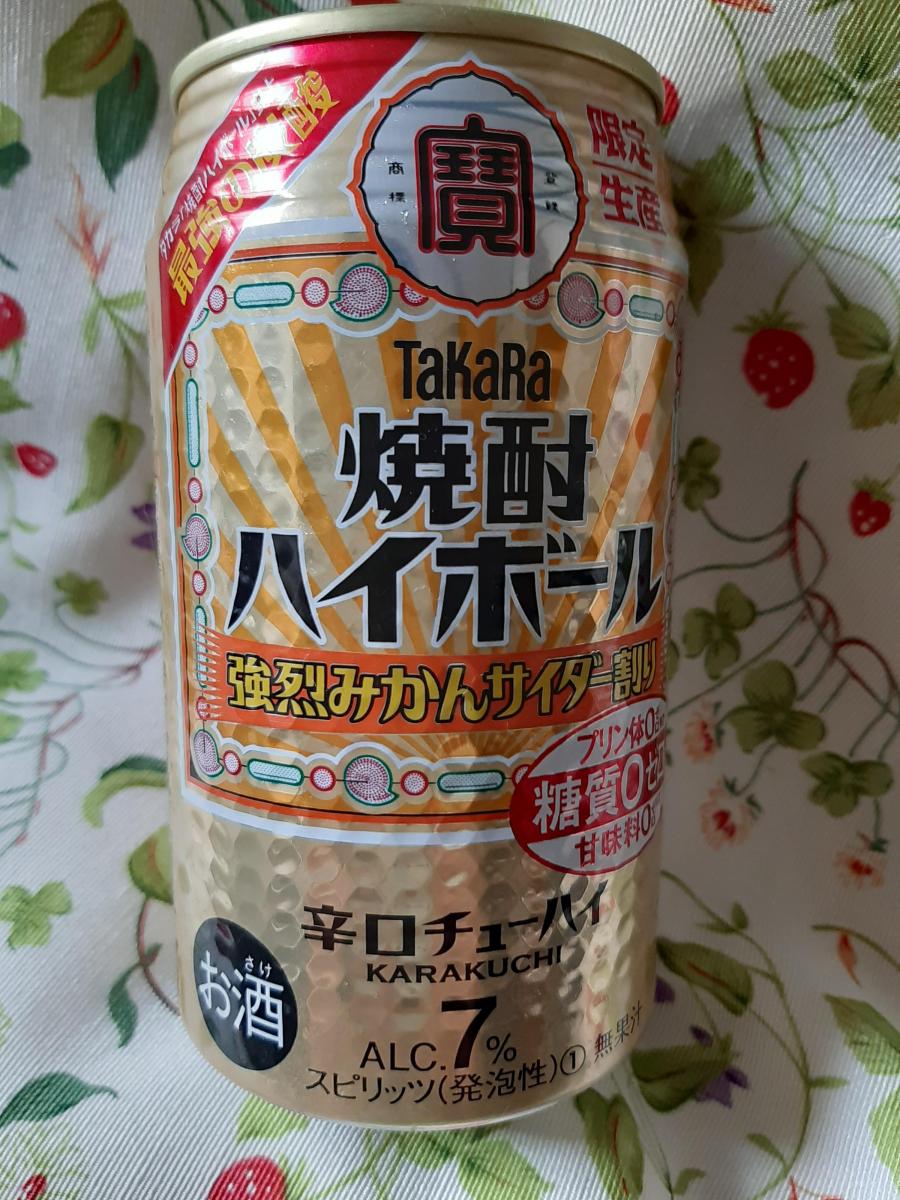 タカラ「焼酎ハイボール」史上
最強の炭酸
寶
商標
登録
限定
生産
TaKaRa
焼酎
ハイボール
強烈みかんサイダー割り
プリン体0
糖質0ゼロ
甘味料0
辛口チューハイ
KARAKUCHI
お酒
さけ
ALC.7%
スピリッツ(発泡性)①
無果汁